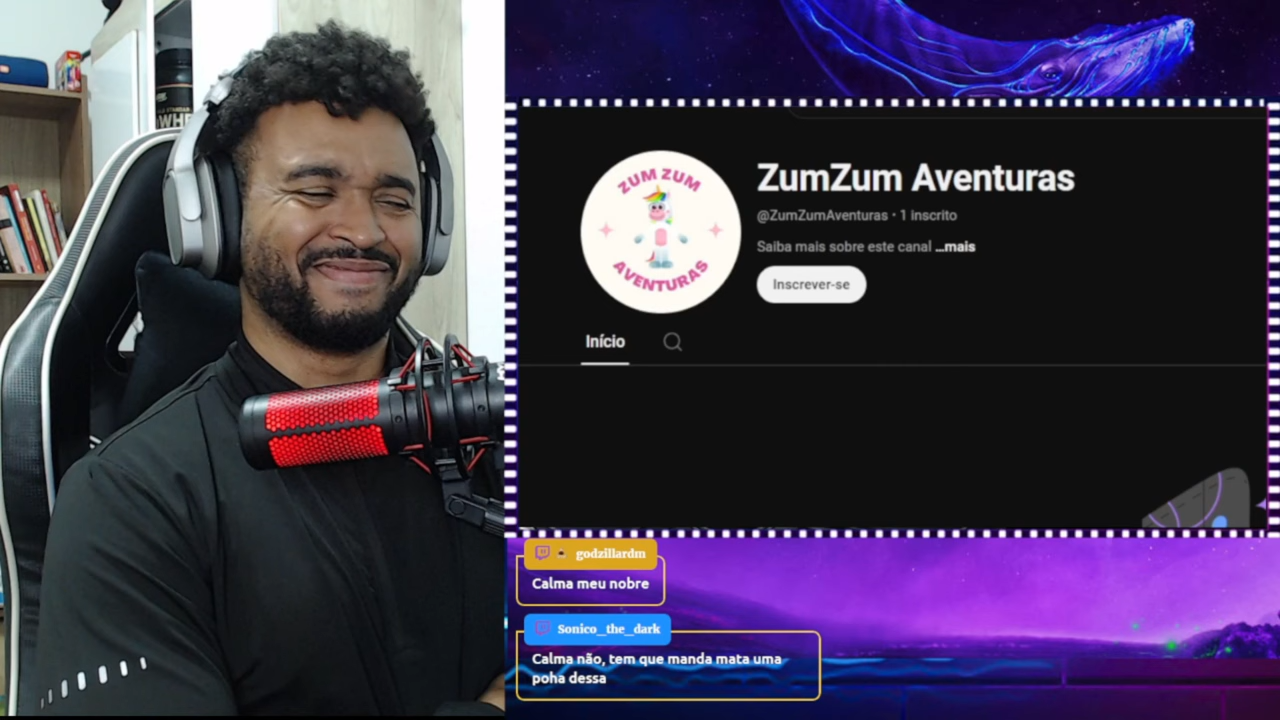 WHE
ZUM ZUM
AVENTURAS
ZumZum Aventuras
@ZumZumAventuras • 1 inscrito
Saiba mais sobre este canal ...mais
Inscrever-se
Início
godzillardm
Calma meu nobre
Sonico_the_dark
Calma não, tem que manda mata uma
poha dessa